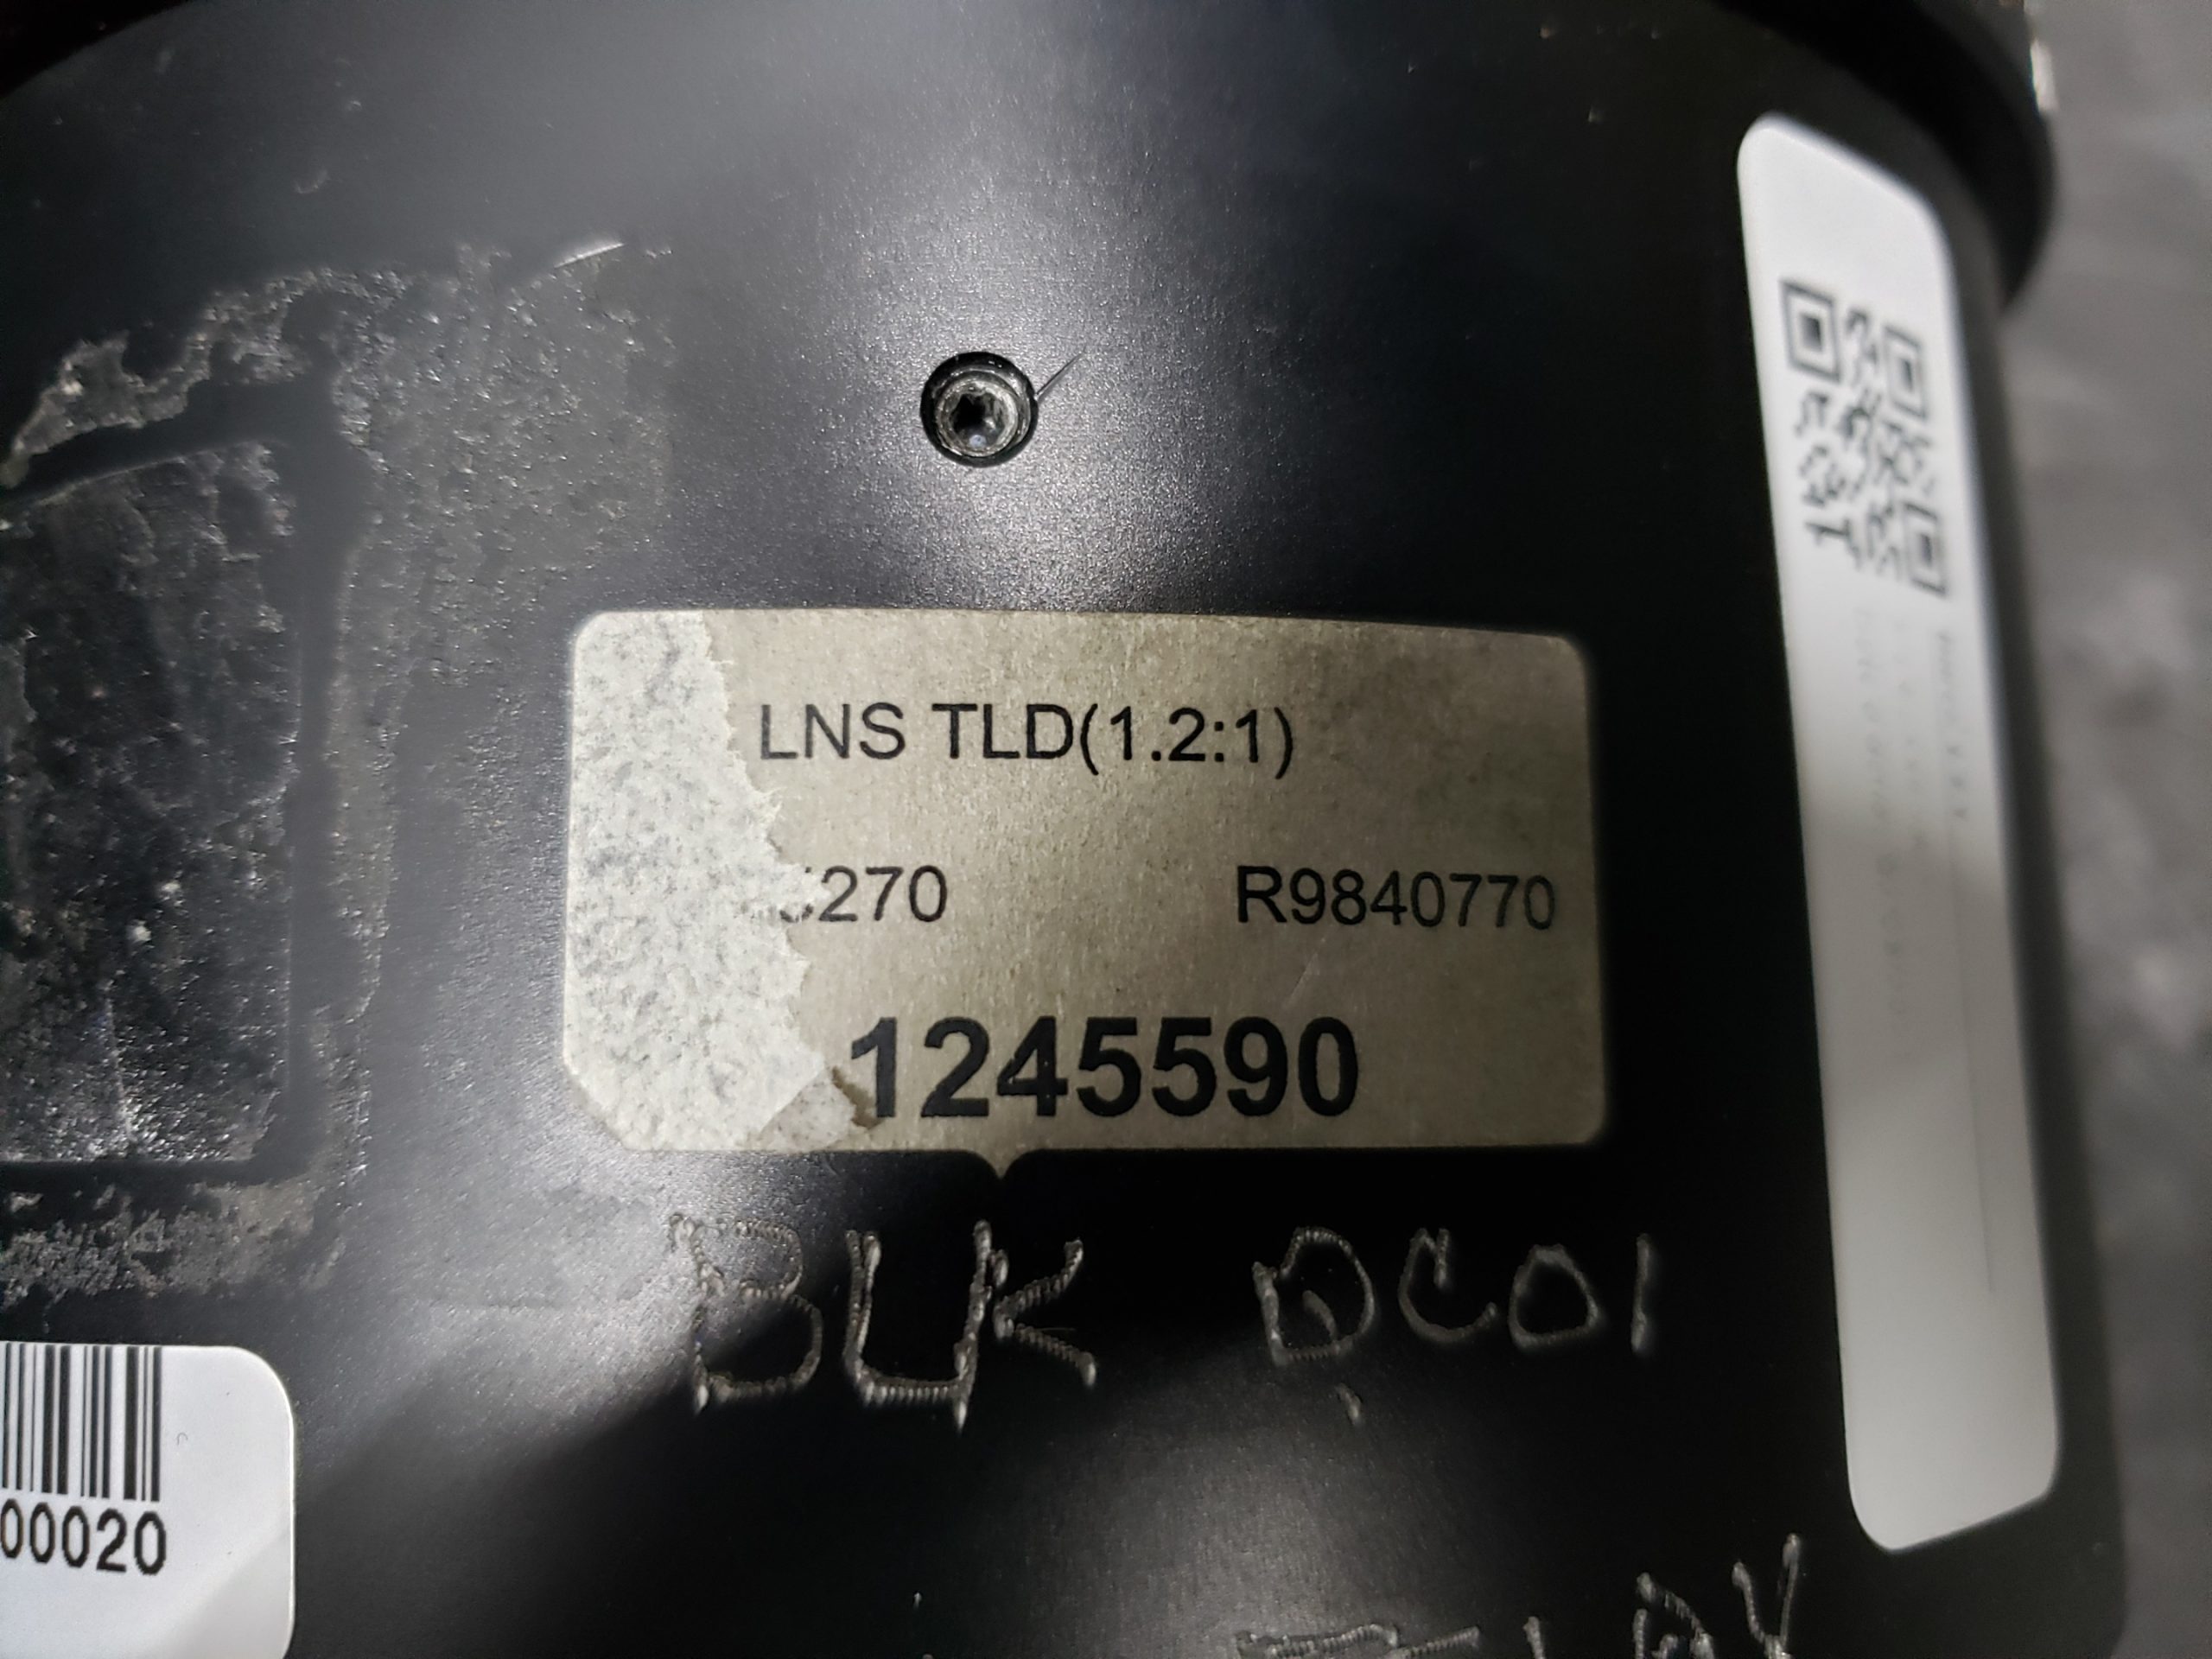 LNS TLD(1.2:1)
270 R9840770
1245590
BLK DC01
00020